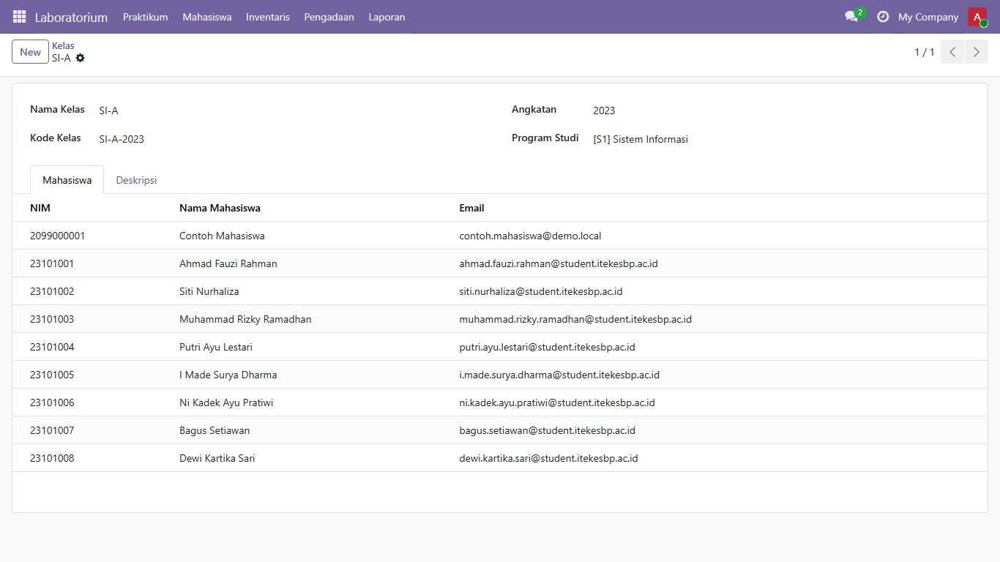 Laboratorium Praktikum Mahasiswa Inventaris Pengadaan Laporan 2 My Company A
New Kelas
SI-A 1 / 1
Nama Kelas SI-A Angkatan 2023
Kode Kelas SI-A-2023 Program Studi [S1] Sistem Informasi
Mahasiswa Deskripsi
NIM Nama Mahasiswa Email
2099000001 Contoh Mahasiswa contoh.mahasiswa@demo.local
23101001 Ahmad Fauzi Rahman ahmad.fauzi.rahman@student.itekesbp.ac.id
23101002 Siti Nurhaliza siti.nurhaliza@student.itekesbp.ac.id
23101003 Muhammad Rizky Ramadhan muhammad.rizky.ramadhan@student.itekesbp.ac.id
23101004 Putri Ayu Lestari putri.ayu.lestari@student.itekesbp.ac.id
23101005 I Made Surya Dharma i.made.surya.dharma@student.itekesbp.ac.id
23101006 Ni Kadek Ayu Pratiwi ni.kadek.ayu.pratiwi@student.itekesbp.ac.id
23101007 Bagus Setiawan bagus.setiawan@student.itekesbp.ac.id
23101008 Dewi Kartika Sari dewi.kartika.sari@student.itekesbp.ac.id